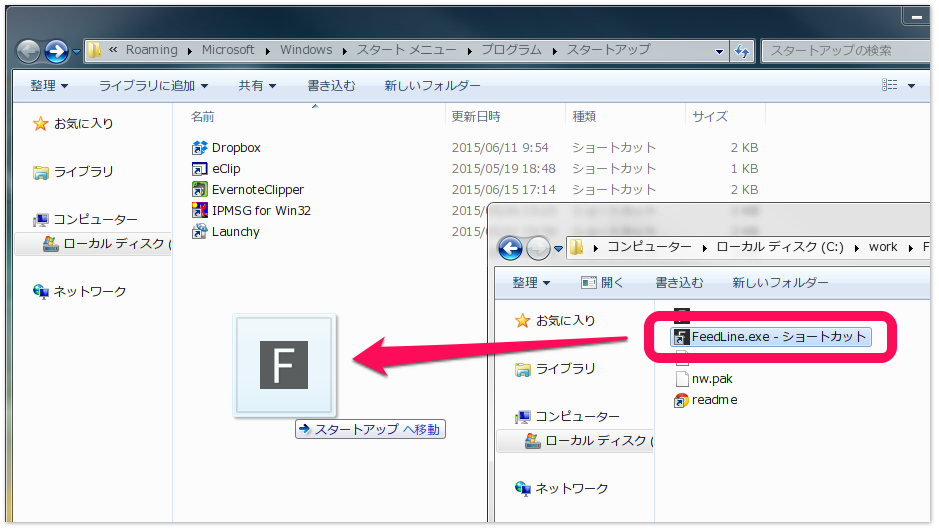 « Roaming ▸ Microsoft ▸ Windows ▸ スタート メニュー ▸ プログラム ▸ スタートアップ
スタートアップの検索
整理 ライブラリに追加 共有 書き込む 新しいフォルダー
名前 更新日時 種類 サイズ
お気に入り
ライブラリ
コンピューター
ローカル ディスク (
ネットワーク
Dropbox 2015/06/11 9:54 ショートカット 2 KB
eClip 2015/05/19 18:48 ショートカット 1 KB
EvernoteClipper 2015/06/15 17:14 ショートカット 2 KB
IPMSG for Win32 2015/
Launchy 2015/
F
スタートアップ へ移動
コンピューター ▸ ローカル ディスク (C:) ▸ work ▸ F
整理 開く 書き込む 新しいフォルダー
お気に入り
ライブラリ
コンピューター
ローカル ディスク (
ネットワーク
FeedLine.exe - ショートカット
nw.pak
readme